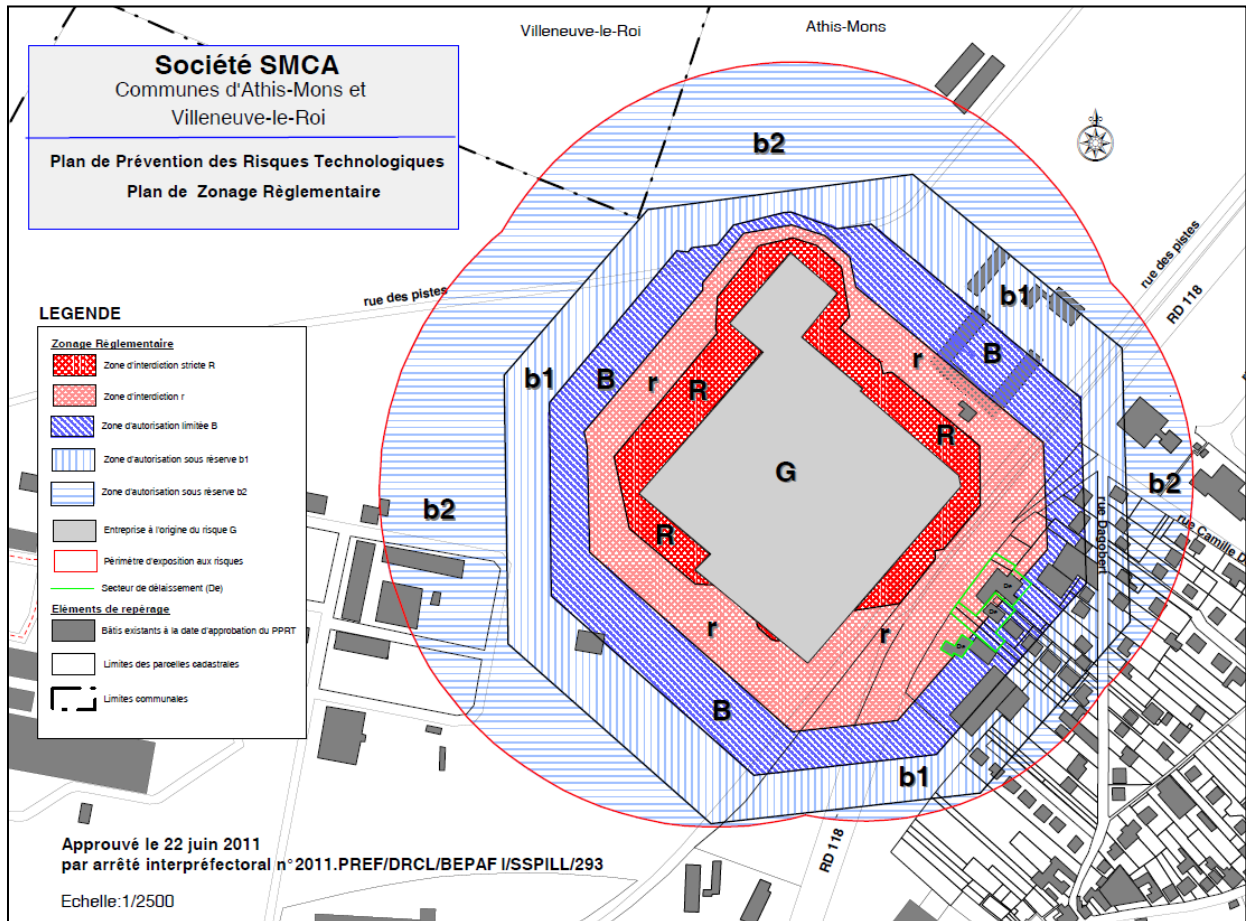 Villeneuve-le-Roi
Athis-Mons
Société SMCA
Communes d'Athis-Mons et
Villeneuve-le-Roi
Plan de Prévention des Risques Technologiques
Plan de Zonage Règlementaire
b2
rue des pistes
rue des pistes
RD 118
b1
B
r
R
b1
B
r
R
G
R
b2
b2
rue Dagobert
rue Camille D
De
De
De
r
r
B
b1
RD 118
LEGENDE
Zonage Règlementaire
Zone d'interdiction stricte R
Zone d'interdiction r
Zone d'autorisation limitée B
Zone d'autorisation sous réserve b1
Zone d'autorisation sous réserve b2
Entreprise à l'origine du risque G
Périmètre d'exposition aux risques
Secteur de délaissement (De)
Eléments de repérage
Bâtis existants à la date d'approbation du PPRT
Limites des parcelles cadastrales
Limites communales
Approuvé le 22 juin 2011
par arrêté interpréfectoral n°2011.PREF/DRCL/BEPAF I/SSPILL/293
Echelle:1/2500